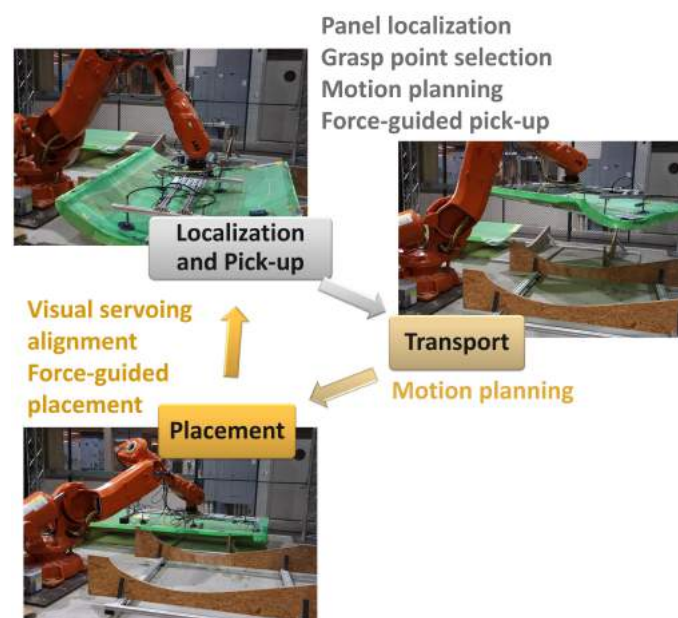 Panel localization
Grasp point selection
Motion planning
Force-guided pick-up
Localization
and Pick-up
Visual servoing
alignment
Force-guided
placement
Transport
Motion planning
Placement